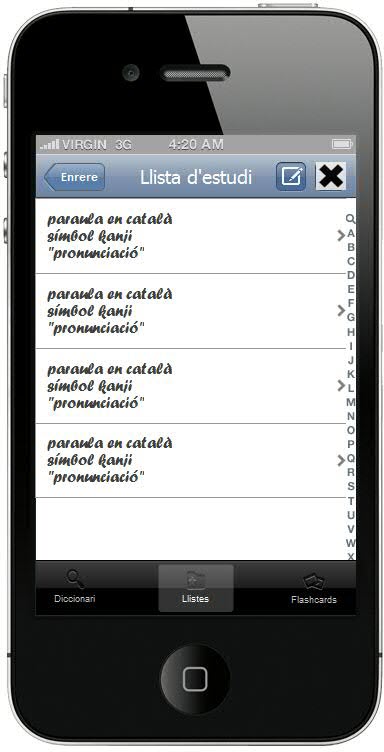 VIRGIN 3G 4:20 AM
Enrere Llista d'estudi
paraula en català
símbol kanji
"pronunciació"
paraula en català
símbol kanji
"pronunciació"
paraula en català
símbol kanji
"pronunciació"
paraula en català
símbol kanji
"pronunciació"
A
B
C
D
E
F
G
H
I
J
K
L
M
N
O
P
Q
R
S
T
U
V
W
X
Diccionari Llistes Flashcards